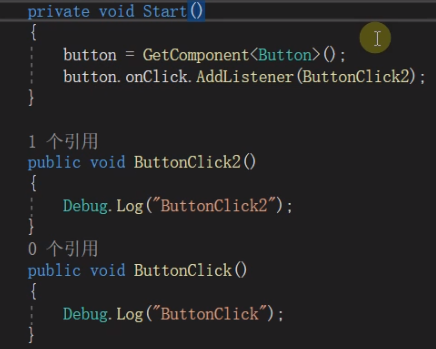 private void Start()
{
button = GetComponent<Button>();
button.onClick.AddListener(ButtonClick2);
}
1 个引用
public void ButtonClick2()
{
Debug.Log("ButtonClick2");
}
0 个引用
public void ButtonClick()
{
Debug.Log("ButtonClick");
}